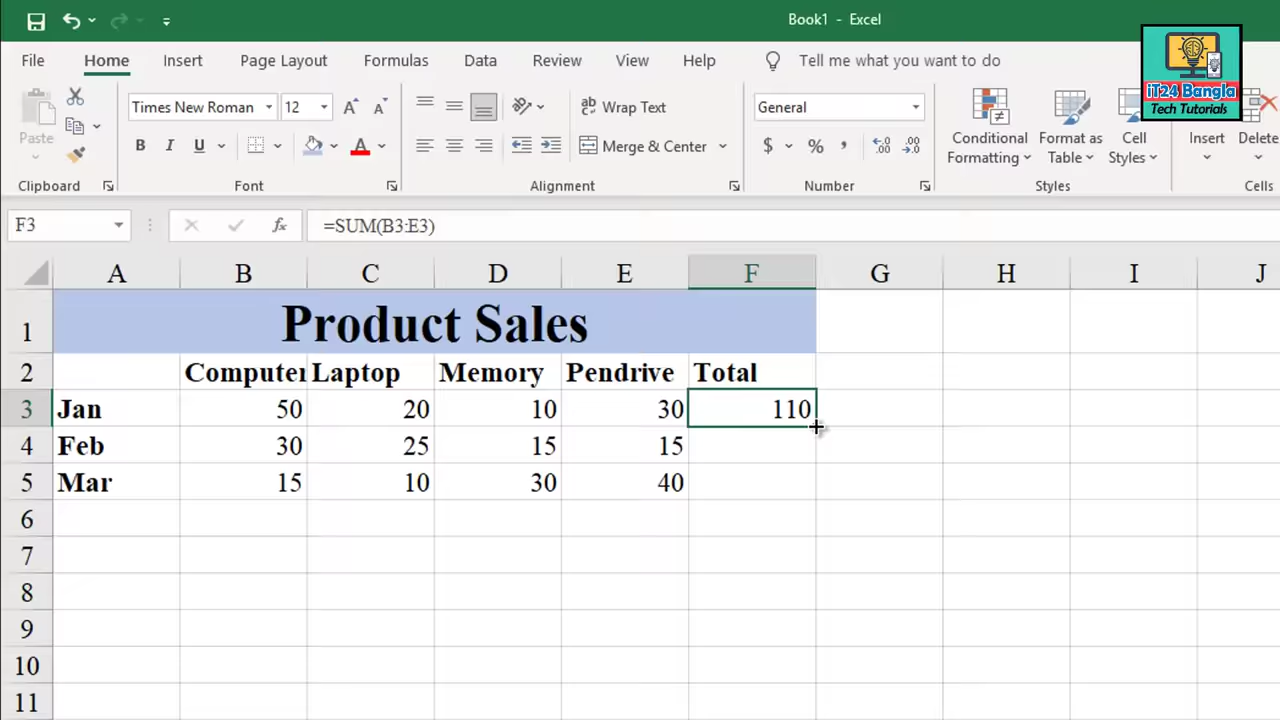 Book1 - Excel
File Home Insert Page Layout Formulas Data Review View Help Tell me what you want to do
iT24 Bangla
Tech Tutorials
Paste
Times New Roman 12
B I U
Wrap Text
Merge & Center
General
$ % ,
Conditional Formatting
Format as Table
Cell Styles
Insert
Delete
Clipboard Font Alignment Number Styles Cells
F3 fx =SUM(B3:E3)
A B C D E F G H I J
1 Product Sales
2 Computer Laptop Memory Pendrive Total
3 Jan 50 20 10 30 110
4 Feb 30 25 15 15
5 Mar 15 10 30 40
6
7
8
9
10
11